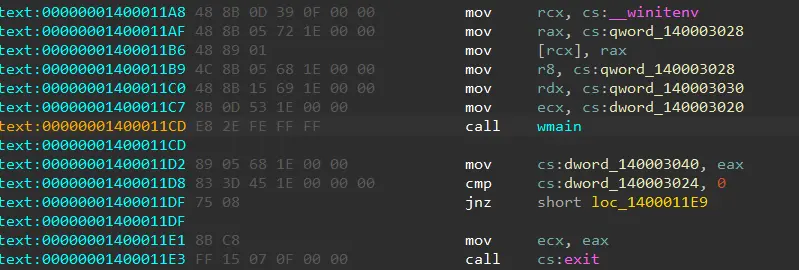 text:00000001400011A8 48 8B 0D 39 0F 00 00 mov rcx, cs:__winitenv
text:00000001400011AF 48 8B 05 72 1E 00 00 mov rax, cs:qword_140003028
text:00000001400011B6 48 89 01 mov [rcx], rax
text:00000001400011B9 4C 8B 05 68 1E 00 00 mov r8, cs:qword_140003028
text:00000001400011C0 48 8B 15 69 1E 00 00 mov rdx, cs:qword_140003030
text:00000001400011C7 8B 0D 53 1E 00 00 mov ecx, cs:dword_140003020
text:00000001400011CD E8 2E FE FF FF call wmain
text:00000001400011CD
text:00000001400011D2 89 05 68 1E 00 00 mov cs:dword_140003040, eax
text:00000001400011D8 83 3D 45 1E 00 00 00 cmp cs:dword_140003024, 0
text:00000001400011DF 75 08 jnz short loc_1400011E9
text:00000001400011DF
text:00000001400011E1 8B C8 mov ecx, eax
text:00000001400011E3 FF 15 07 0F 00 00 call cs:exit